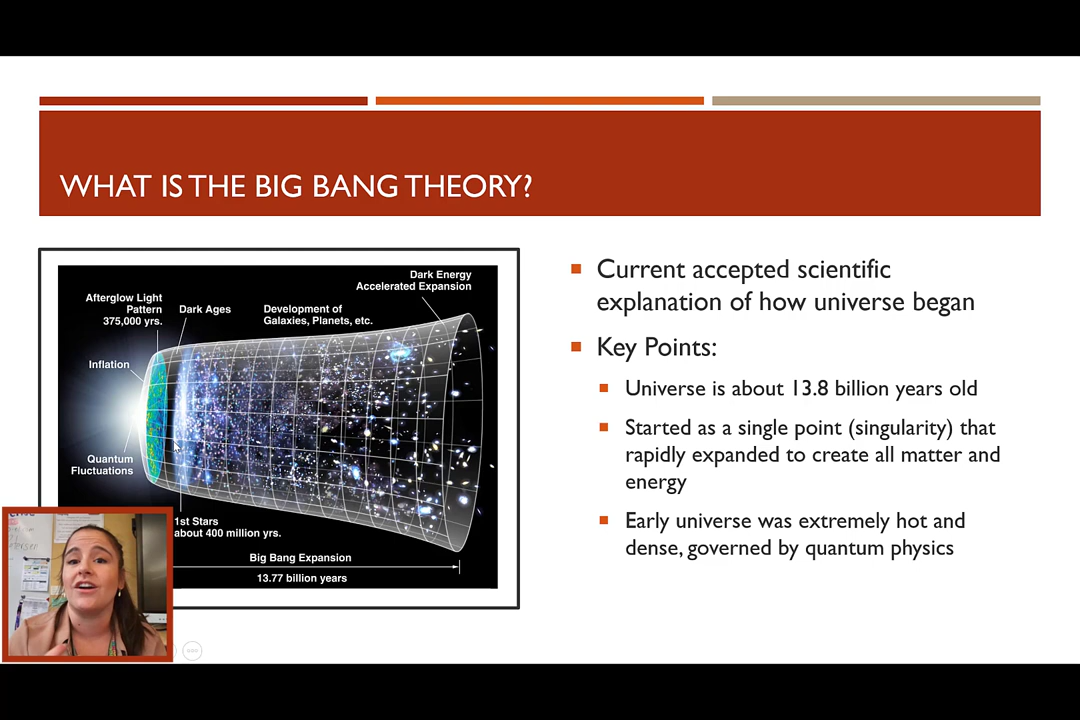 WHAT IS THE BIG BANG THEORY?
Dark Energy
Accelerated Expansion
Afterglow Light
Pattern
375,000 yrs.
Dark Ages
Development of
Galaxies, Planets, etc.
Inflation
Quantum
Fluctuations
1st Stars
about 400 million yrs.
Big Bang Expansion
13.77 billion years
Current accepted scientific
explanation of how universe began
Key Points:
Universe is about 13.8 billion years old
Started as a single point (singularity) that
rapidly expanded to create all matter and
energy
Early universe was extremely hot and
dense, governed by quantum physics